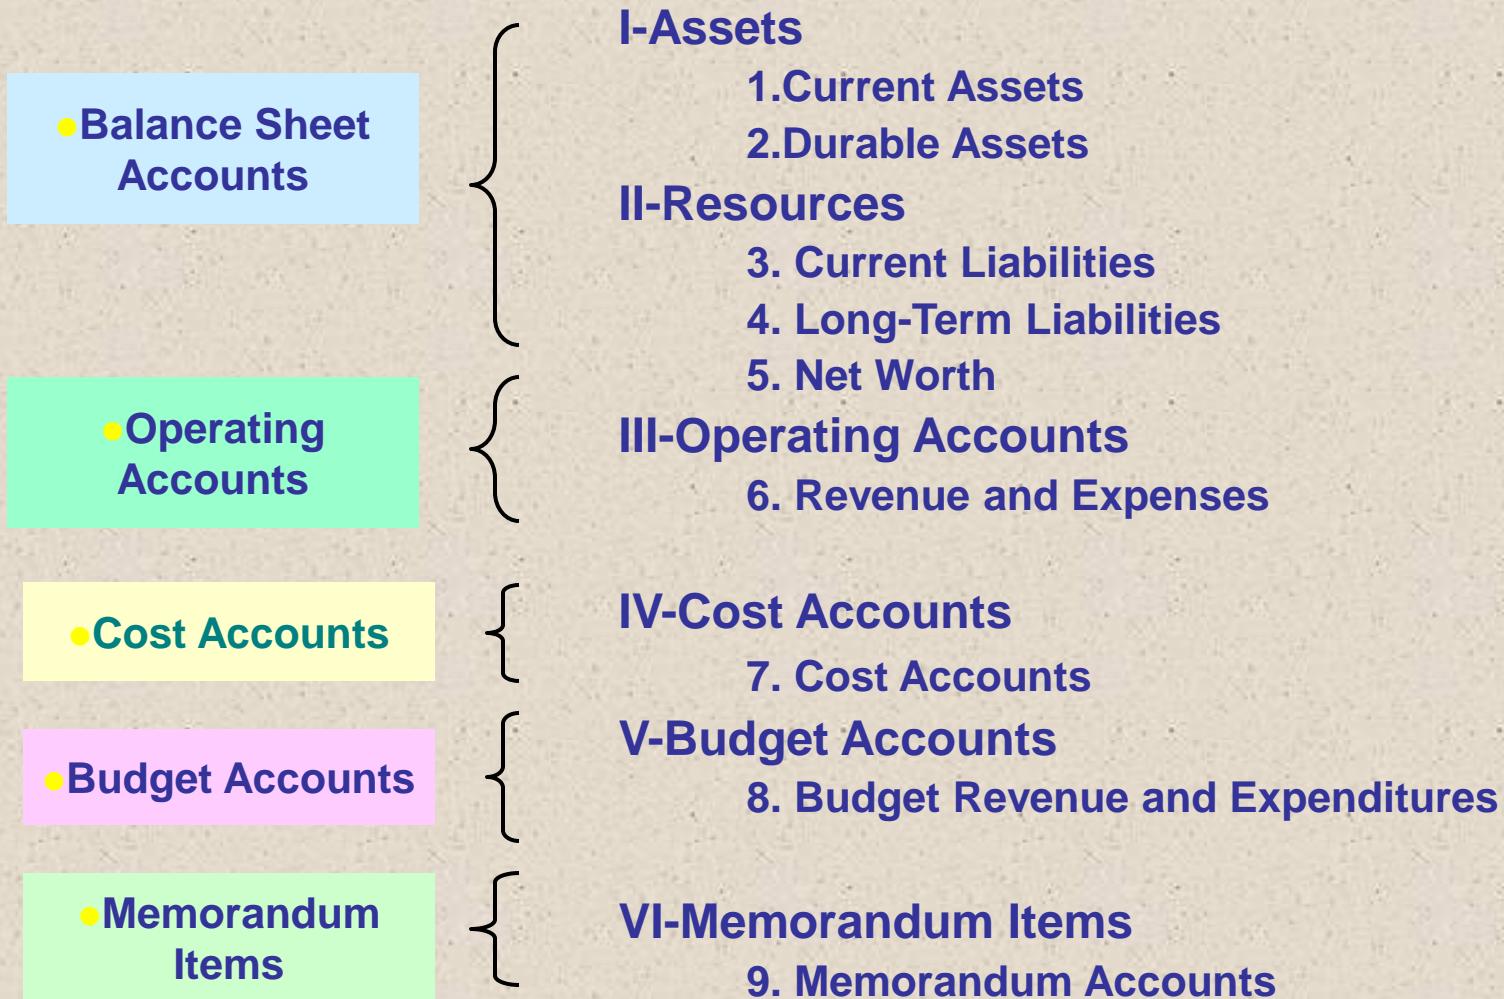 ●Balance Sheet
Accounts
I-Assets
1.Current Assets
2.Durable Assets
II-Resources
3. Current Liabilities
4. Long-Term Liabilities
5. Net Worth
●Operating
Accounts
III-Operating Accounts
6. Revenue and Expenses
●Cost Accounts
IV-Cost Accounts
7. Cost Accounts
●Budget Accounts
V-Budget Accounts
8. Budget Revenue and Expenditures
●Memorandum
Items
VI-Memorandum Items
9. Memorandum Accounts